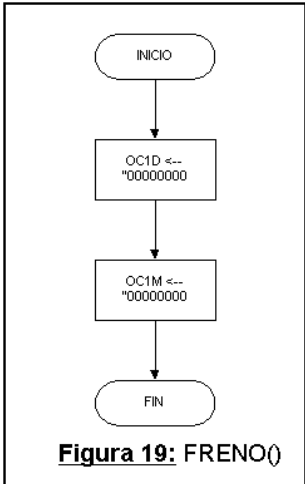 INICIO
OC1D <--
"00000000
OC1M <--
"00000000
FIN
Figura 19: FRENO()